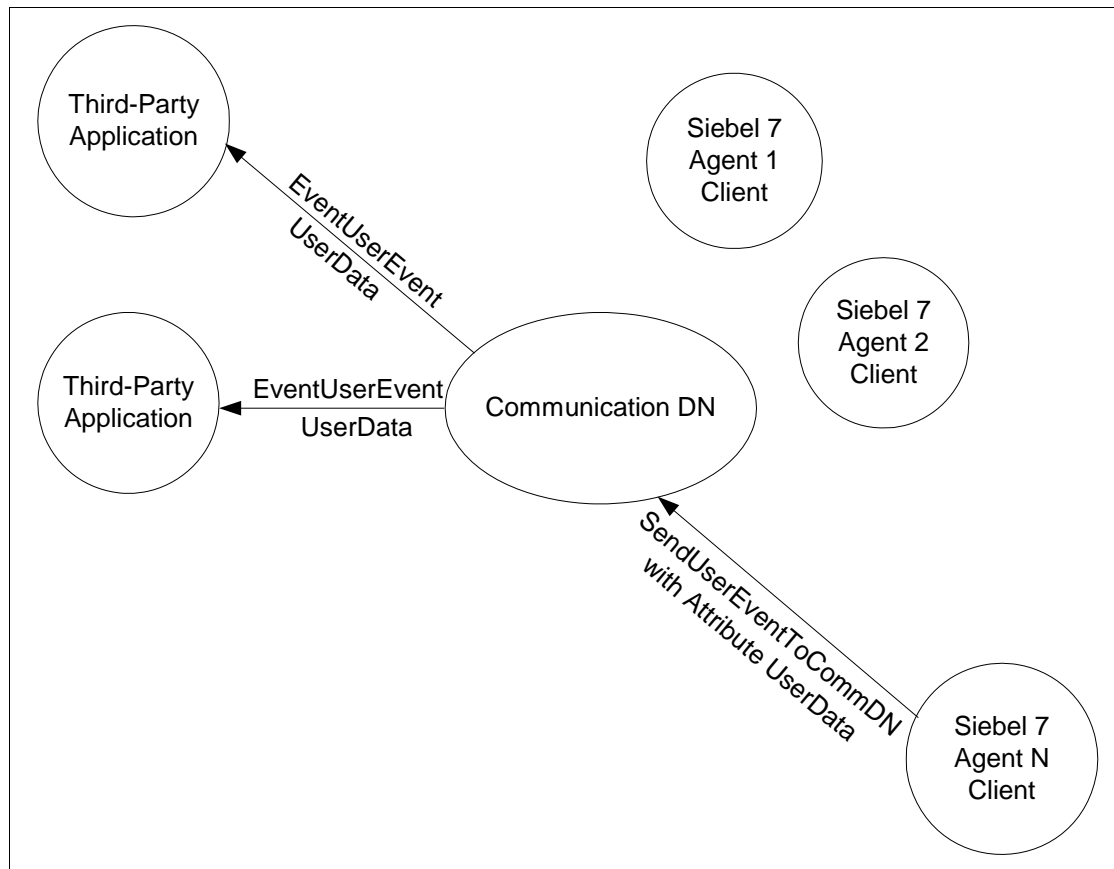 Third-Party
Application
Siebel 7
Agent 1
Client
EventUserEvent
UserData
Siebel 7
Agent 2
Client
Third-Party
Application
EventUserEvent
UserData
Communication DN
SendUserEventToCommDN
with Attribute UserData
Siebel 7
Agent N
Client